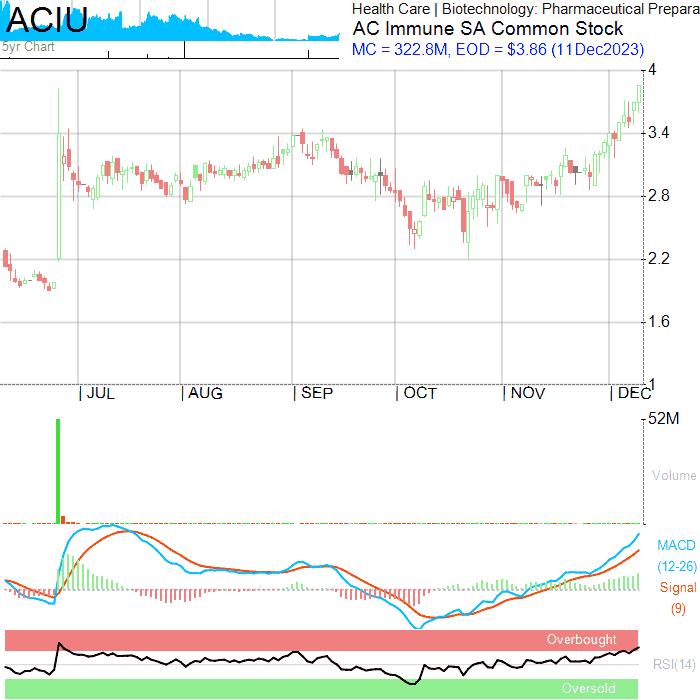 ACIU
5yr Chart
Health Care | Biotechnology: Pharmaceutical Prepara
AC Immune SA Common Stock
MC = 322.8M, EOD = $3.86 (11Dec2023)
4
3.4
2.8
2.2
1.6
1
JUL AUG SEP OCT NOV DEC
52M
Volume
MACD
(12-26)
Signal
(9)
Overbought
RSI(14)
Oversold